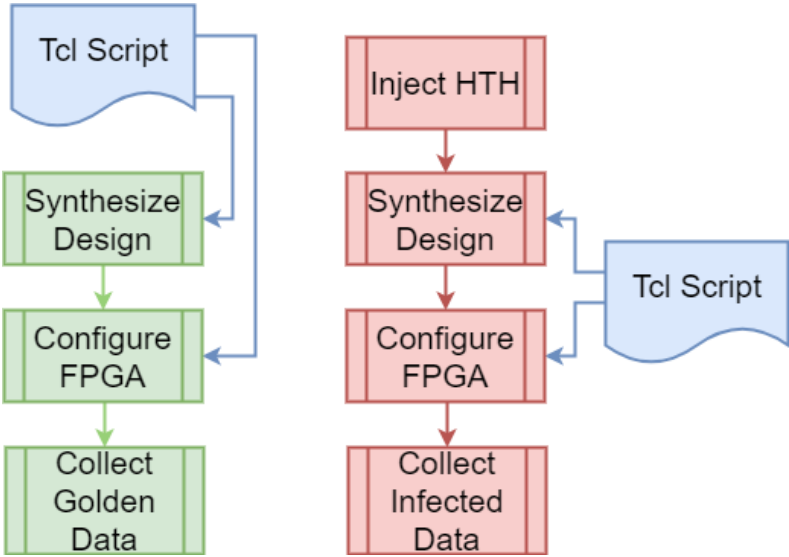 Tcl Script
Synthesize
Design
Configure
FPGA
Collect
Golden
Data
Inject HTH
Synthesize
Design
Configure
FPGA
Collect
Infected
Data
Tcl Script